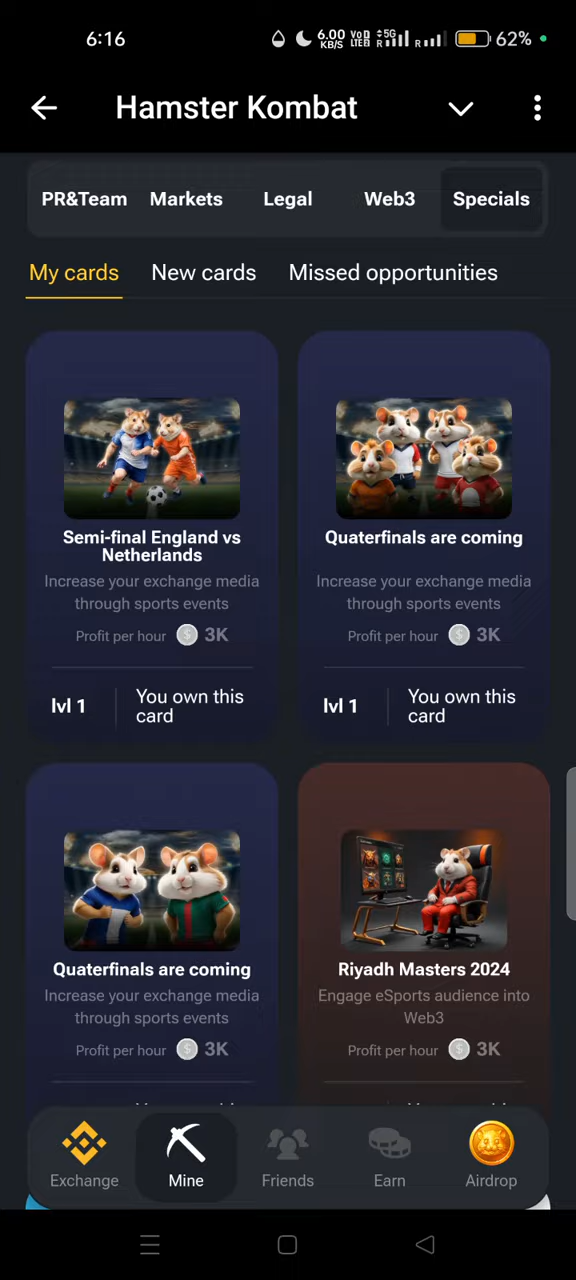 6:16
6.00 KB/S
Vo LTE
5G
R
R
62%
Hamster Kombat
PR&Team Markets Legal Web3 Specials
My cards New cards Missed opportunities
Semi-final England vs
Netherlands
Increase your exchange media
through sports events
Profit per hour 3K
lvl 1
You own this
card
Quaterfinals are coming
Increase your exchange media
through sports events
Profit per hour 3K
lvl 1
You own this
card
Quaterfinals are coming
Increase your exchange media
through sports events
Profit per hour 3K
Riyadh Masters 2024
Engage eSports audience into
Web3
Profit per hour 3K
Exchange Mine Friends Earn Airdrop